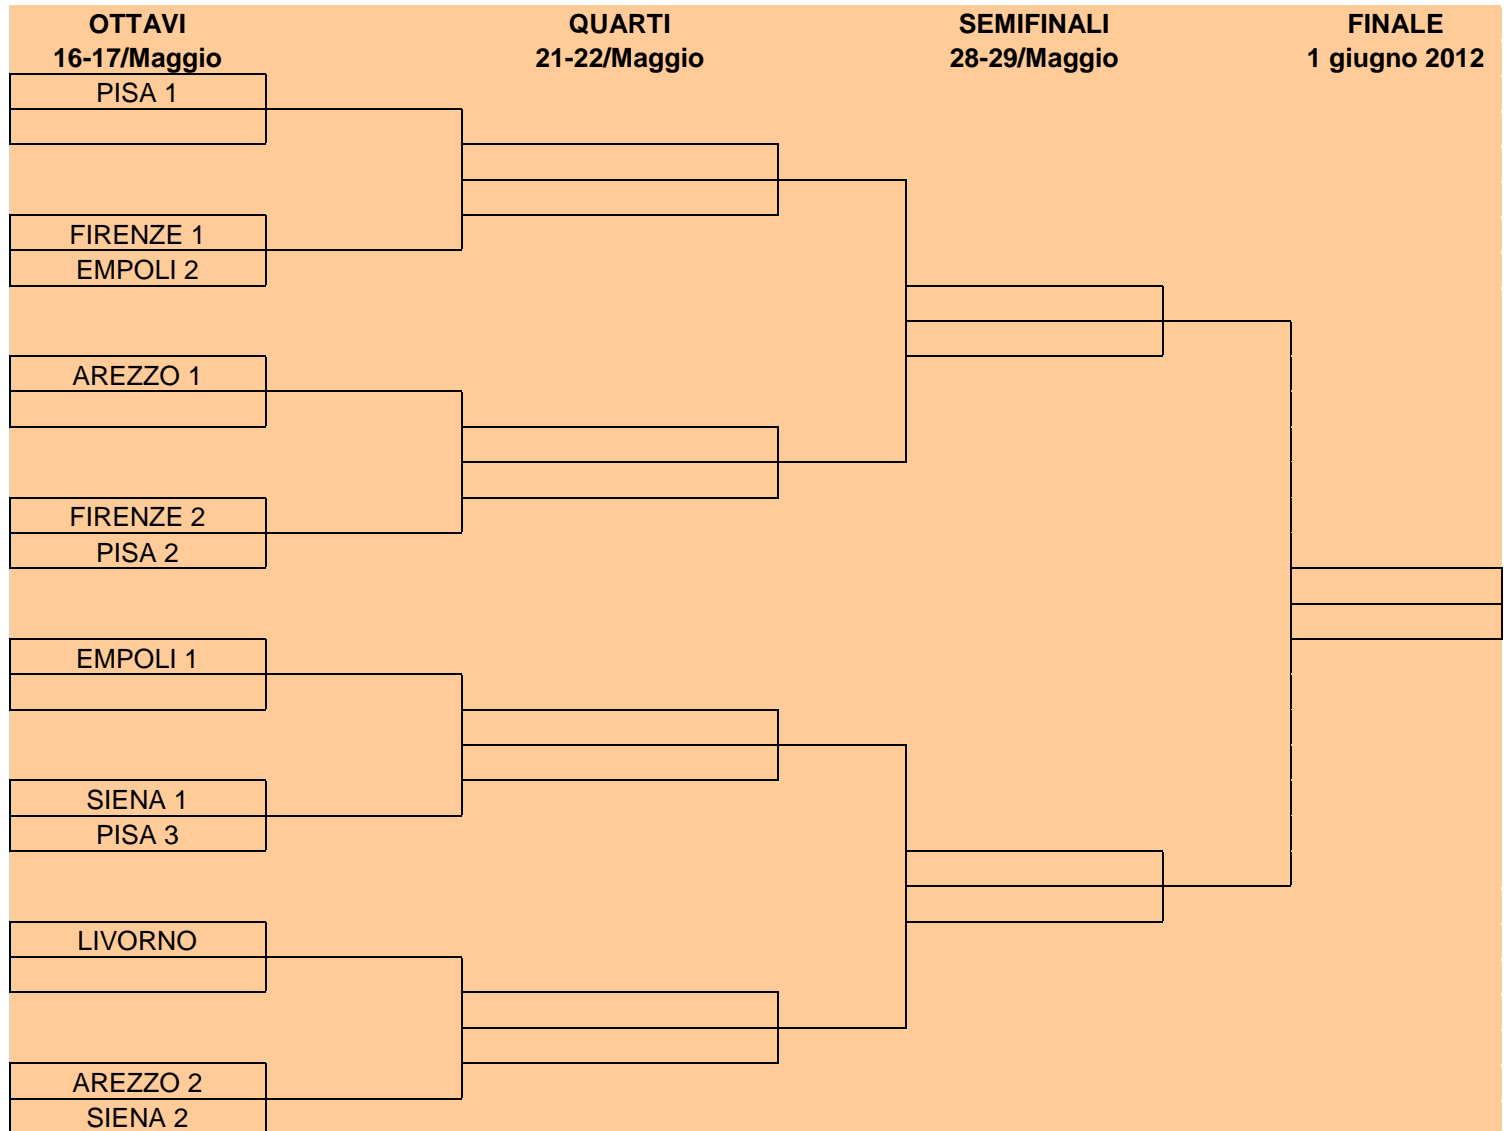 OTTAVI QUARTI SEMIFINALI FINALE
16-17/Maggio 21-22/Maggio 28-29/Maggio 1 giugno 2012
PISA 1
FIRENZE 1
EMPOLI 2
AREZZO 1
FIRENZE 2
PISA 2
EMPOLI 1
SIENA 1
PISA 3
LIVORNO
AREZZO 2
SIENA 2